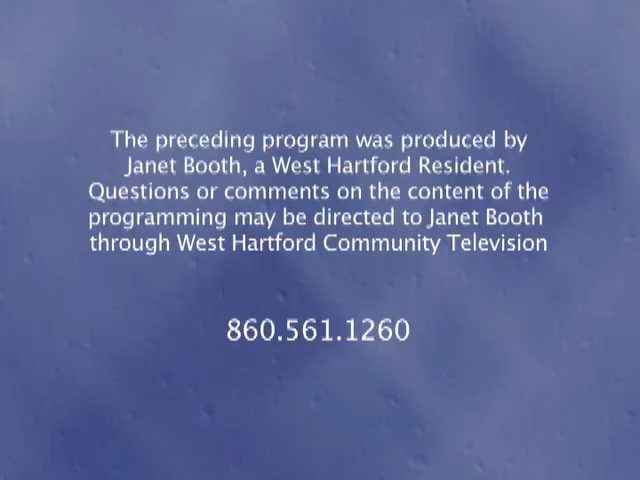 The preceding program was produced by
Janet Booth, a West Hartford Resident.
Questions or comments on the content of the
programming may be directed to Janet Booth
through West Hartford Community Television
860.561.1260